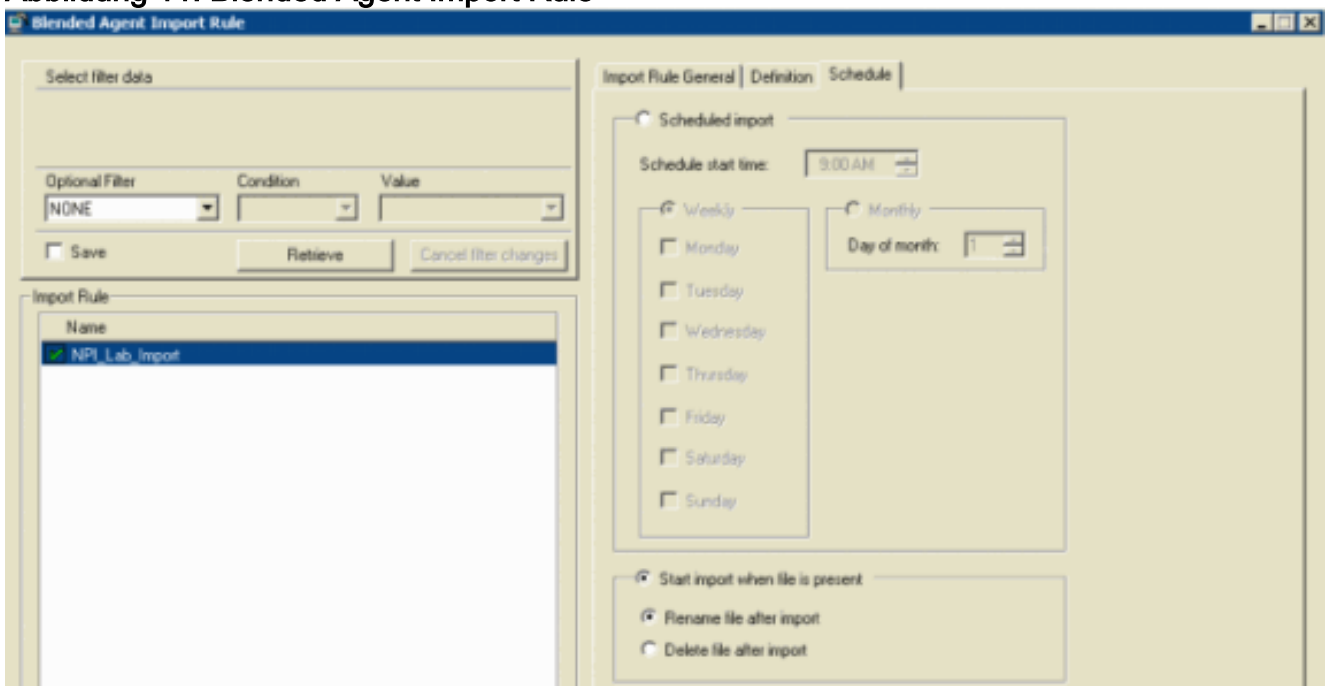 Blended Agent Import Rule
Select filter data
Optional Filter Condition Value
NONE
Save Retrieve Cancel filter changes
Import Rule
Name
NPI_Lab_Import
Import Rule General Definition Schedule
Scheduled import
Schedule start time: 9:00 AM
Weekly Monthly
Monday Day of month: 1
Tuesday
Wednesday
Thursday
Friday
Saturday
Sunday
Start import when file is present
Rename file after import
Delete file after import